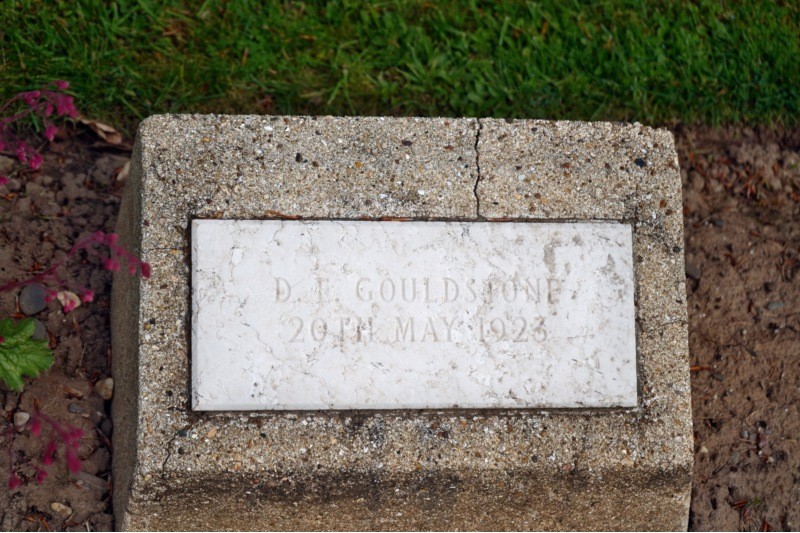 D. E. GOULDSTONE
20TH MAY 1923